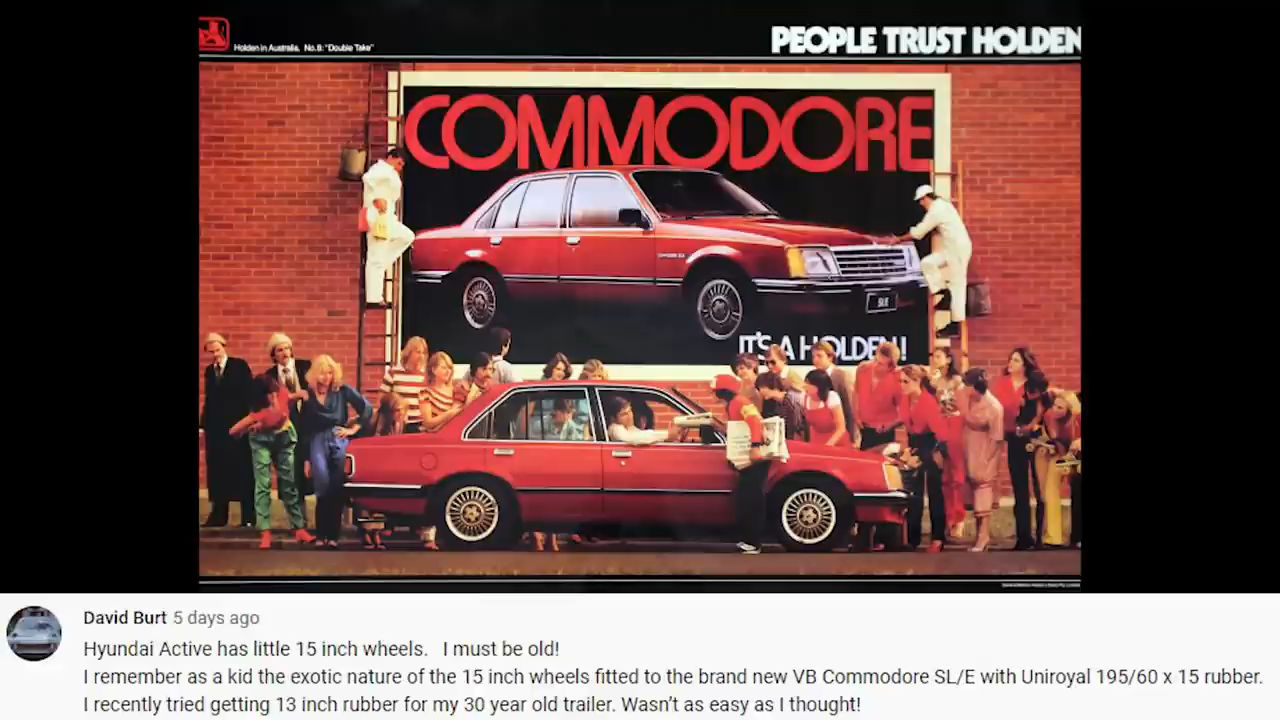 Holden in Australia. No.8: "Double Take"
PEOPLE TRUST HOLDEN
COMMODORE
SL/E
IT'S A HOLDEN!
David Burt 5 days ago
Hyundai Active has little 15 inch wheels. I must be old!
I remember as a kid the exotic nature of the 15 inch wheels fitted to the brand new VB Commodore SL/E with Uniroyal 195/60 x 15 rubber.
I recently tried getting 13 inch rubber for my 30 year old trailer. Wasn't as easy as I thought!